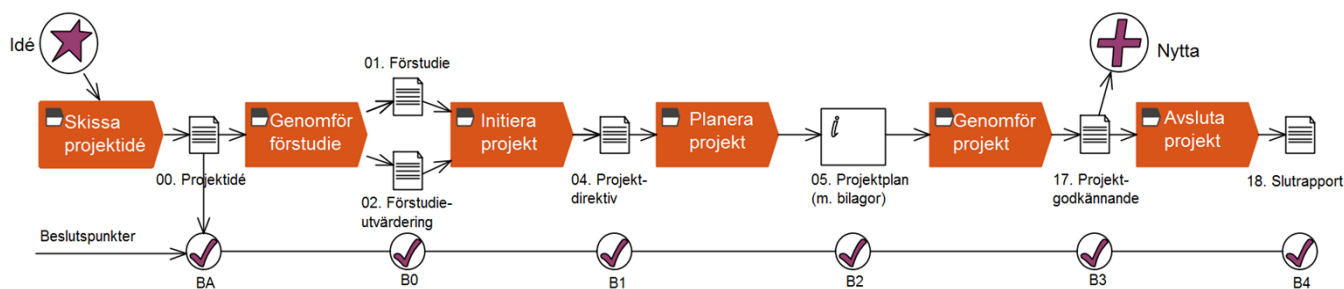 Idé
Nytta
01. Förstudie
Skissa
projektidé
Genomför
förstudie
Initiera
projekt
Planera
projekt
i
Genomför
projekt
Avsluta
projekt
00. Projektidé
02. Förstudie-
utvärdering
04. Projekt-
direktiv
05. Projektplan
(m. bilagor)
17. Projekt-
godkännande
18. Slutrapport
Beslutspunkter
BA
B0
B1
B2
B3
B4